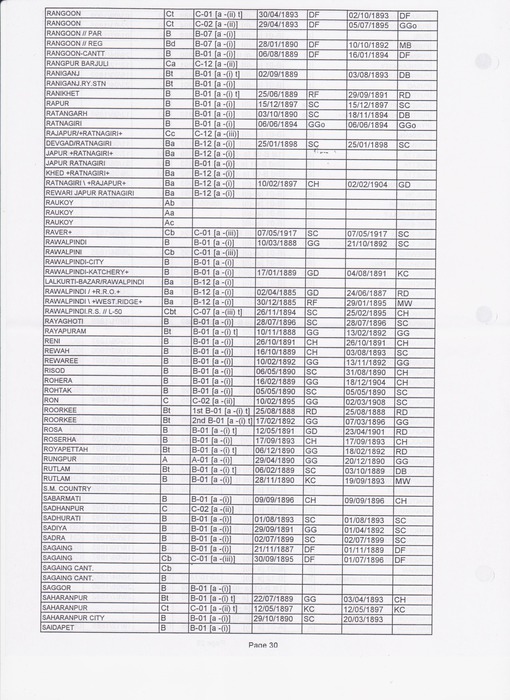 RANGOON Ct C-01 [a -(ii) t] 30/04/1893 DF 02/10/1893 DF
RANGOON Ct C-02 [a -(ii)] 29/04/1893 DF 05/07/1895 GGo
RANGOON // PAR B B-07 [a -(i)]
RANGOON // REG Bd B-07 [a -(i)] 28/01/1890 DF 10/10/1892 MB
RANGOON-CANTT B B-01 [a -(i)] 06/08/1889 DF 16/01/1894 DF
RANGPUR BARJULI Ca C-12 [a -(ii)]
RANIGANJ Bt B-01 [a -(i) t] 02/09/1889 03/08/1893 DB
RANIGANJ.RY.STN Bt B-01 [a -(i)]
RANIKHET B B-01 [a -(i) t] 25/06/1889 RF 29/09/1891 RD
RAPUR B B-01 [a -(i)] 15/12/1897 SC 15/12/1897 SC
RATANGARH B B-01 [a -(i)] 03/10/1890 SC 18/11/1894 DB
RATNAGIRI B B-01 [a -(i)] 06/06/1894 GGo 06/06/1894 GGo
RAJAPUR/+RATNAGIRI+ Cc C-12 [a -(iii)]
DEVGAD/RATNAGIRI Ba B-12 [a -(i)] 25/01/1898 SC 25/01/1898 SC
JAPUR +RATNAGIRI+ Ba B-12 [a -(i)]
JAPUR RATNAGIRI B B-01 [a -(i)]
KHED +RATNAGIRI+ Ba B-12 [a -(i)]
RATNAGIRI \ +RAJAPUR+ Ba B-12 [a -(i)] 10/02/1897 CH 02/02/1904 GD
REWARI JAPUR RATNAGIRI Ba B-12 [a -(i)]
RAUKOY Ab
RAUKOY Aa
RAUKOY Ac
RAVER+ Cb C-01 [a -(iii)] 07/05/1917 SC 07/05/1917 SC
RAWALPINDI B B-01 [a -(i)] 10/03/1888 GG 21/10/1892 SC
RAWALPINI Cb C-01 [a -(iii)]
RAWALPINDI-CITY B B-01 [a -(i)]
RAWALPINDI-KATCHERY+ B B-01 [a -(i)] 17/01/1889 GD 04/08/1891 KC
LALKURTI-BAZAR/RAWALPINDI Ba B-12 [a -(i)]
RAWALPINDI / +R.R.O.+ Ba B-12 [a -(i)] 02/04/1885 GD 24/06/1887 RD
RAWALPINDI \ +WEST.RIDGE+ Ba B-12 [a -(i)] 30/12/1885 RF 29/01/1895 MW
RAWALPINDI.R.S. // L-50 Cbt C-07 [a -(iii) t] 26/11/1894 SC 25/02/1895 CH
RAYAGHOTI B B-01 [a -(i)] 28/07/1896 SC 28/07/1896 SC
RAYAPURAM Bt B-01 [a -(i) t] 10/11/1888 GG 13/02/1892 GG
RENI B B-01 [a -(i)] 26/10/1891 CH 26/10/1891 CH
REWAH B B-01 [a -(i)] 16/10/1889 CH 03/08/1893 SC
REWAREE B B-01 [a -(i)] 10/02/1892 GG 13/11/1892 GG
RISOD B B-01 [a -(i)] 06/05/1890 SC 31/08/1890 CH
ROHERA B B-01 [a -(i)] 16/02/1889 GG 18/12/1904 CH
ROHTAK B B-01 [a -(i)] 05/05/1890 SC 05/05/1890 SC
RON C C-02 [a -(ii)] 10/02/1895 GG 02/03/1908 SC
ROORKEE Bt 1st B-01 [a -(i) t] 25/08/1888 RD 25/08/1888 RD
ROORKEE Bt 2nd B-01 [a -(i) t] 17/02/1892 GG 07/03/1896 GG
ROSA B B-01 [a -(i) t] 12/05/1891 GD 23/04/1901 RD
ROSERHA B B-01 [a -(i)] 17/09/1893 CH 17/09/1893 CH
ROYAPETTAH Bt B-01 [a -(i) t] 06/12/1890 GG 18/02/1892 RD
RUNGPUR A A-01 [a -(i)] 29/04/1890 GG 20/12/1890 GG
RUTLAM Bt B-01 [a -(i) t] 06/02/1889 SC 03/10/1889 DB
RUTLAM B B-01 [a -(i)] 28/11/1890 KC 19/09/1893 MW
S.M. COUNTRY
SABARMATI B B-01 [a -(i)] 09/09/1896 CH 09/09/1896 CH
SADHANPUR C C-02 [a -(ii)]
SADHURATI B B-01 [a -(i)] 01/08/1893 SC 01/08/1893 SC
SADIYA B B-01 [a -(i)] 29/09/1891 GG 01/04/1892 SC
SADRA B B-01 [a -(i)] 02/07/1899 SC 02/07/1899 SC
SAGAING B B-01 [a -(i)] 21/11/1887 DF 01/11/1889 DF
SAGAING Cb C-01 [a -(iii)] 30/09/1895 DF 01/07/1896 DF
SAGAING CANT. Cb
SAGAING CANT. B
SAGGOR B B-01 [a -(i)]
SAHARANPUR Bt B-01 [a -(i) t] 22/07/1889 GG 03/04/1893 CH
SAHARANPUR Ct C-01 [a -(ii) t] 12/05/1897 KC 12/05/1897 KC
SAHARANPUR CITY B B-01 [a -(i)] 29/10/1890 SC 20/03/1893
SAIDAPET B B-01 [a -(i)]
Page 30